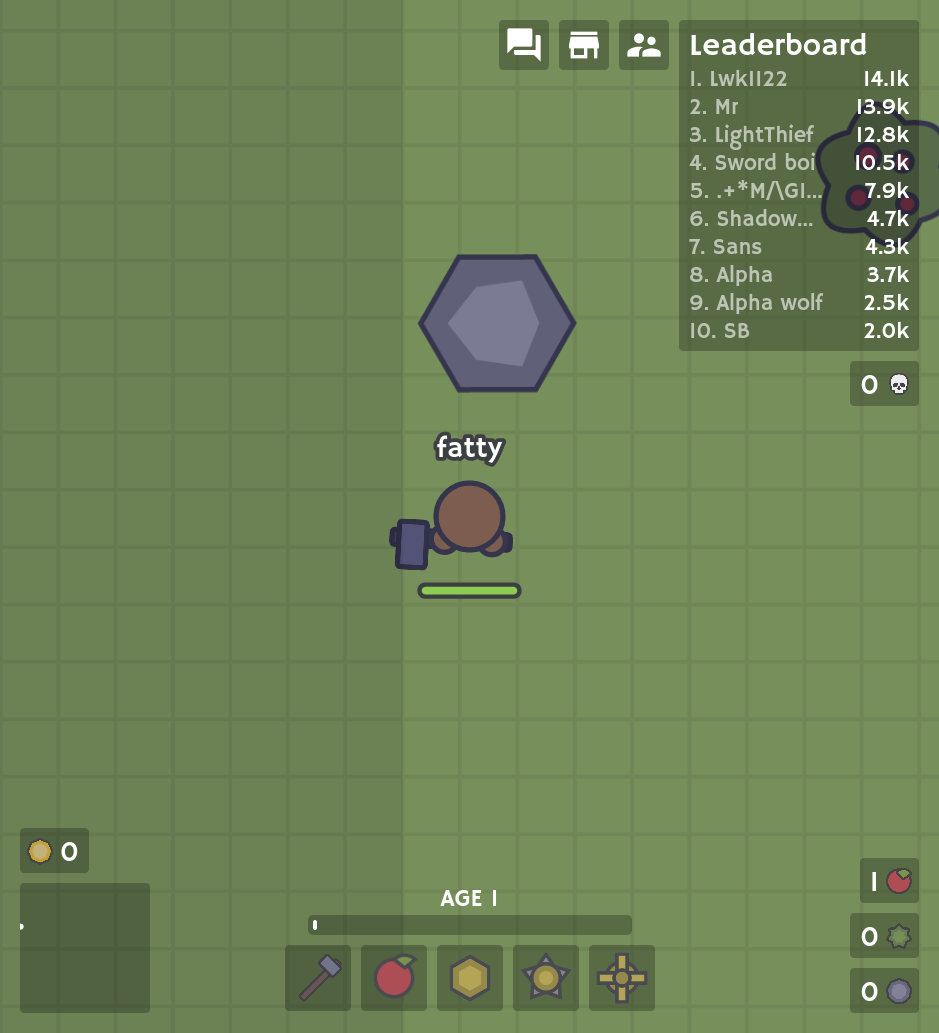 Leaderboard
1. Lwk1122 14.1k
2. Mr 13.9k
3. LightThief 12.8k
4. Sword boi 10.5k
5. .+*M/\GI... 7.9k
6. Shadow... 4.7k
7. Sans 4.3k
8. Alpha 3.7k
9. Alpha wolf 2.5k
10. SB 2.0k
0
fatty
0
AGE 1
1
0
0